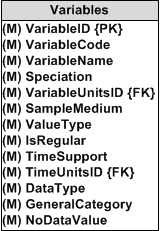 Variables
(M) VariableID {PK}
(M) VariableCode
(M) VariableName
(M) Speciation
(M) VariableUnitsID {FK}
(M) SampleMedium
(M) ValueType
(M) IsRegular
(M) TimeSupport
(M) TimeUnitsID {FK}
(M) DataType
(M) GeneralCategory
(M) NoDataValue